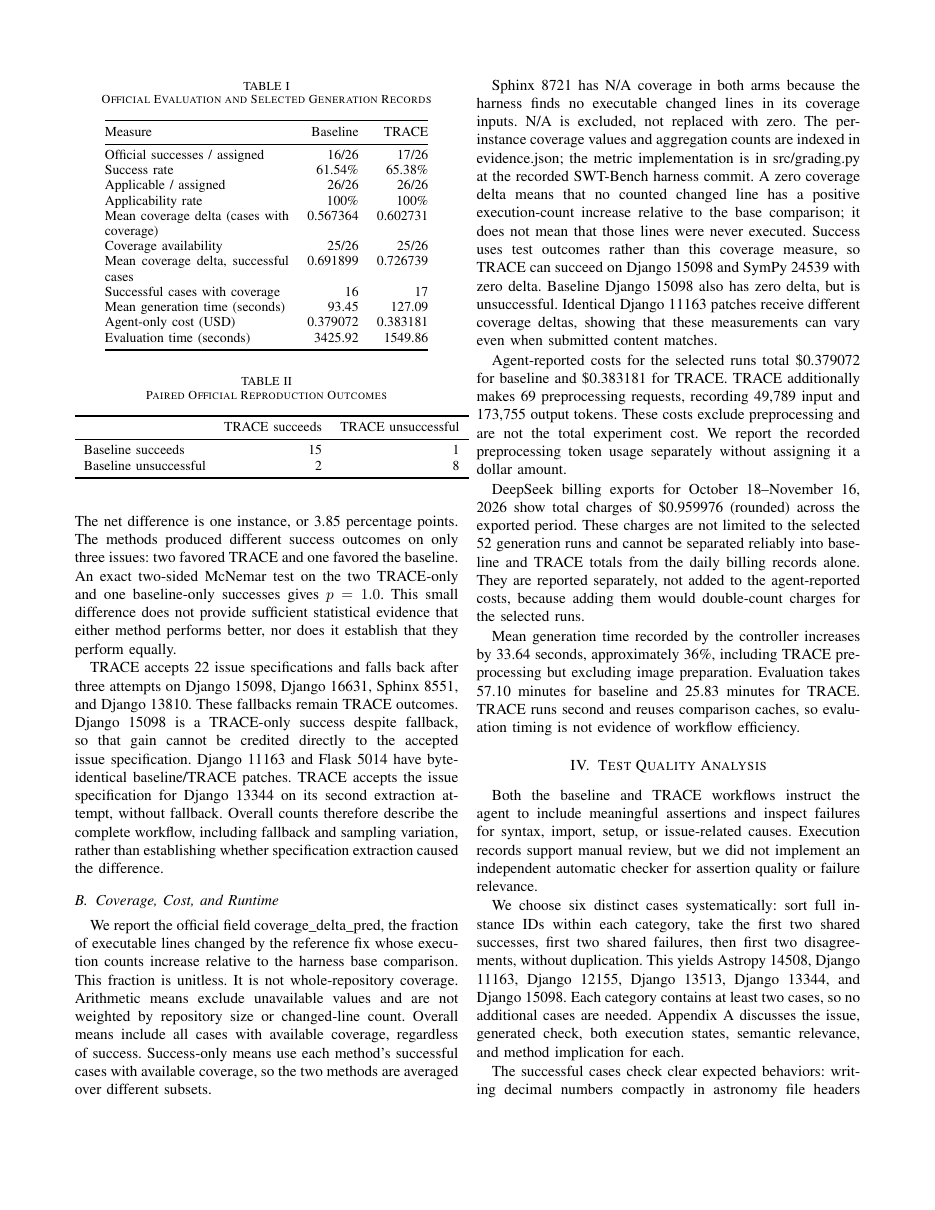 TABLE I
OFFICIAL EVALUATION AND SELECTED GENERATION RECORDS
Measure Baseline TRACE
Official successes / assigned 16/26 17/26
Success rate 61.54% 65.38%
Applicable / assigned 26/26 26/26
Applicability rate 100% 100%
Mean coverage delta (cases with 0.567364 0.602731
coverage)
Coverage availability 25/26 25/26
Mean coverage delta, successful 0.691899 0.726739
cases
Successful cases with coverage 16 17
Mean generation time (seconds) 93.45 127.09
Agent-only cost (USD) 0.379072 0.383181
Evaluation time (seconds) 3425.92 1549.86
TABLE II
PAIRED OFFICIAL REPRODUCTION OUTCOMES
TRACE succeeds TRACE unsuccessful
Baseline succeeds 15 1
Baseline unsuccessful 2 8
The net difference is one instance, or 3.85 percentage points.
The methods produced different success outcomes on only
three issues: two favored TRACE and one favored the baseline.
An exact two-sided McNemar test on the two TRACE-only
and one baseline-only successes gives p = 1.0. This small
difference does not provide sufficient statistical evidence that
either method performs better, nor does it establish that they
perform equally.
TRACE accepts 22 issue specifications and falls back after
three attempts on Django 15098, Django 16631, Sphinx 8551,
and Django 13810. These fallbacks remain TRACE outcomes.
Django 15098 is a TRACE-only success despite fallback,
so that gain cannot be credited directly to the accepted
issue specification. Django 11163 and Flask 5014 have byte-
identical baseline/TRACE patches. TRACE accepts the issue
specification for Django 13344 on its second extraction at-
tempt, without fallback. Overall counts therefore describe the
complete workflow, including fallback and sampling variation,
rather than establishing whether specification extraction caused
the difference.
B. Coverage, Cost, and Runtime
We report the official field coverage_delta_pred, the fraction
of executable lines changed by the reference fix whose execu-
tion counts increase relative to the harness base comparison.
This fraction is unitless. It is not whole-repository coverage.
Arithmetic means exclude unavailable values and are not
weighted by repository size or changed-line count. Overall
means include all cases with available coverage, regardless
of success. Success-only means use each method's successful
cases with available coverage, so the two methods are averaged
over different subsets.
Sphinx 8721 has N/A coverage in both arms because the
harness finds no executable changed lines in its coverage
inputs. N/A is excluded, not replaced with zero. The per-
instance coverage values and aggregation counts are indexed in
evidence.json; the metric implementation is in src/grading.py
at the recorded SWT-Bench harness commit. A zero coverage
delta means that no counted changed line has a positive
execution-count increase relative to the base comparison; it
does not mean that those lines were never executed. Success
uses test outcomes rather than this coverage measure, so
TRACE can succeed on Django 15098 and SymPy 24539 with
zero delta. Baseline Django 15098 also has zero delta, but is
unsuccessful. Identical Django 11163 patches receive different
coverage deltas, showing that these measurements can vary
even when submitted content matches.
Agent-reported costs for the selected runs total $0.379072
for baseline and $0.383181 for TRACE. TRACE additionally
makes 69 preprocessing requests, recording 49,789 input and
173,755 output tokens. These costs exclude preprocessing and
are not the total experiment cost. We report the recorded
preprocessing token usage separately without assigning it a
dollar amount.
DeepSeek billing exports for October 18–November 16,
2026 show total charges of $0.959976 (rounded) across the
exported period. These charges are not limited to the selected
52 generation runs and cannot be separated reliably into base-
line and TRACE totals from the daily billing records alone.
They are reported separately, not added to the agent-reported
costs, because adding them would double-count charges for
the selected runs.
Mean generation time recorded by the controller increases
by 33.64 seconds, approximately 36%, including TRACE pre-
processing but excluding image preparation. Evaluation takes
57.10 minutes for baseline and 25.83 minutes for TRACE.
TRACE runs second and reuses comparison caches, so evalu-
ation timing is not evidence of workflow efficiency.
IV. TEST QUALITY ANALYSIS
Both the baseline and TRACE workflows instruct the
agent to include meaningful assertions and inspect failures
for syntax, import, setup, or issue-related causes. Execution
records support manual review, but we did not implement an
independent automatic checker for assertion quality or failure
relevance.
We choose six distinct cases systematically: sort full in-
stance IDs within each category, take the first two shared
successes, first two shared failures, then first two disagree-
ments, without duplication. This yields Astropy 14508, Django
11163, Django 12155, Django 13513, Django 13344, and
Django 15098. Each category contains at least two cases, so no
additional cases are needed. Appendix A discusses the issue,
generated check, both execution states, semantic relevance,
and method implication for each.
The successful cases check clear expected behaviors: writ-
ing decimal numbers compactly in astronomy file headers